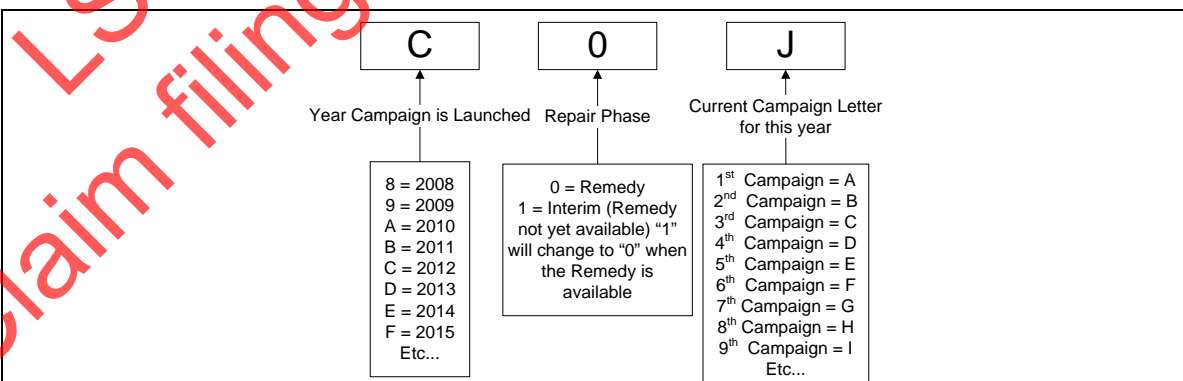 LS
claim filing
C
0
J
Year Campaign is Launched
Repair Phase
Current Campaign Letter
for this year
8 = 2008
9 = 2009
A = 2010
B = 2011
C = 2012
D = 2013
E = 2014
F = 2015
Etc...
0 = Remedy
1 = Interim (Remedy
not yet available) “1”
will change to “0” when
the Remedy is
available
1st Campaign = A
2nd Campaign = B
3rd Campaign = C
4th Campaign = D
5th Campaign = E
6th Campaign = F
7th Campaign = G
8th Campaign = H
9th Campaign = I
Etc...